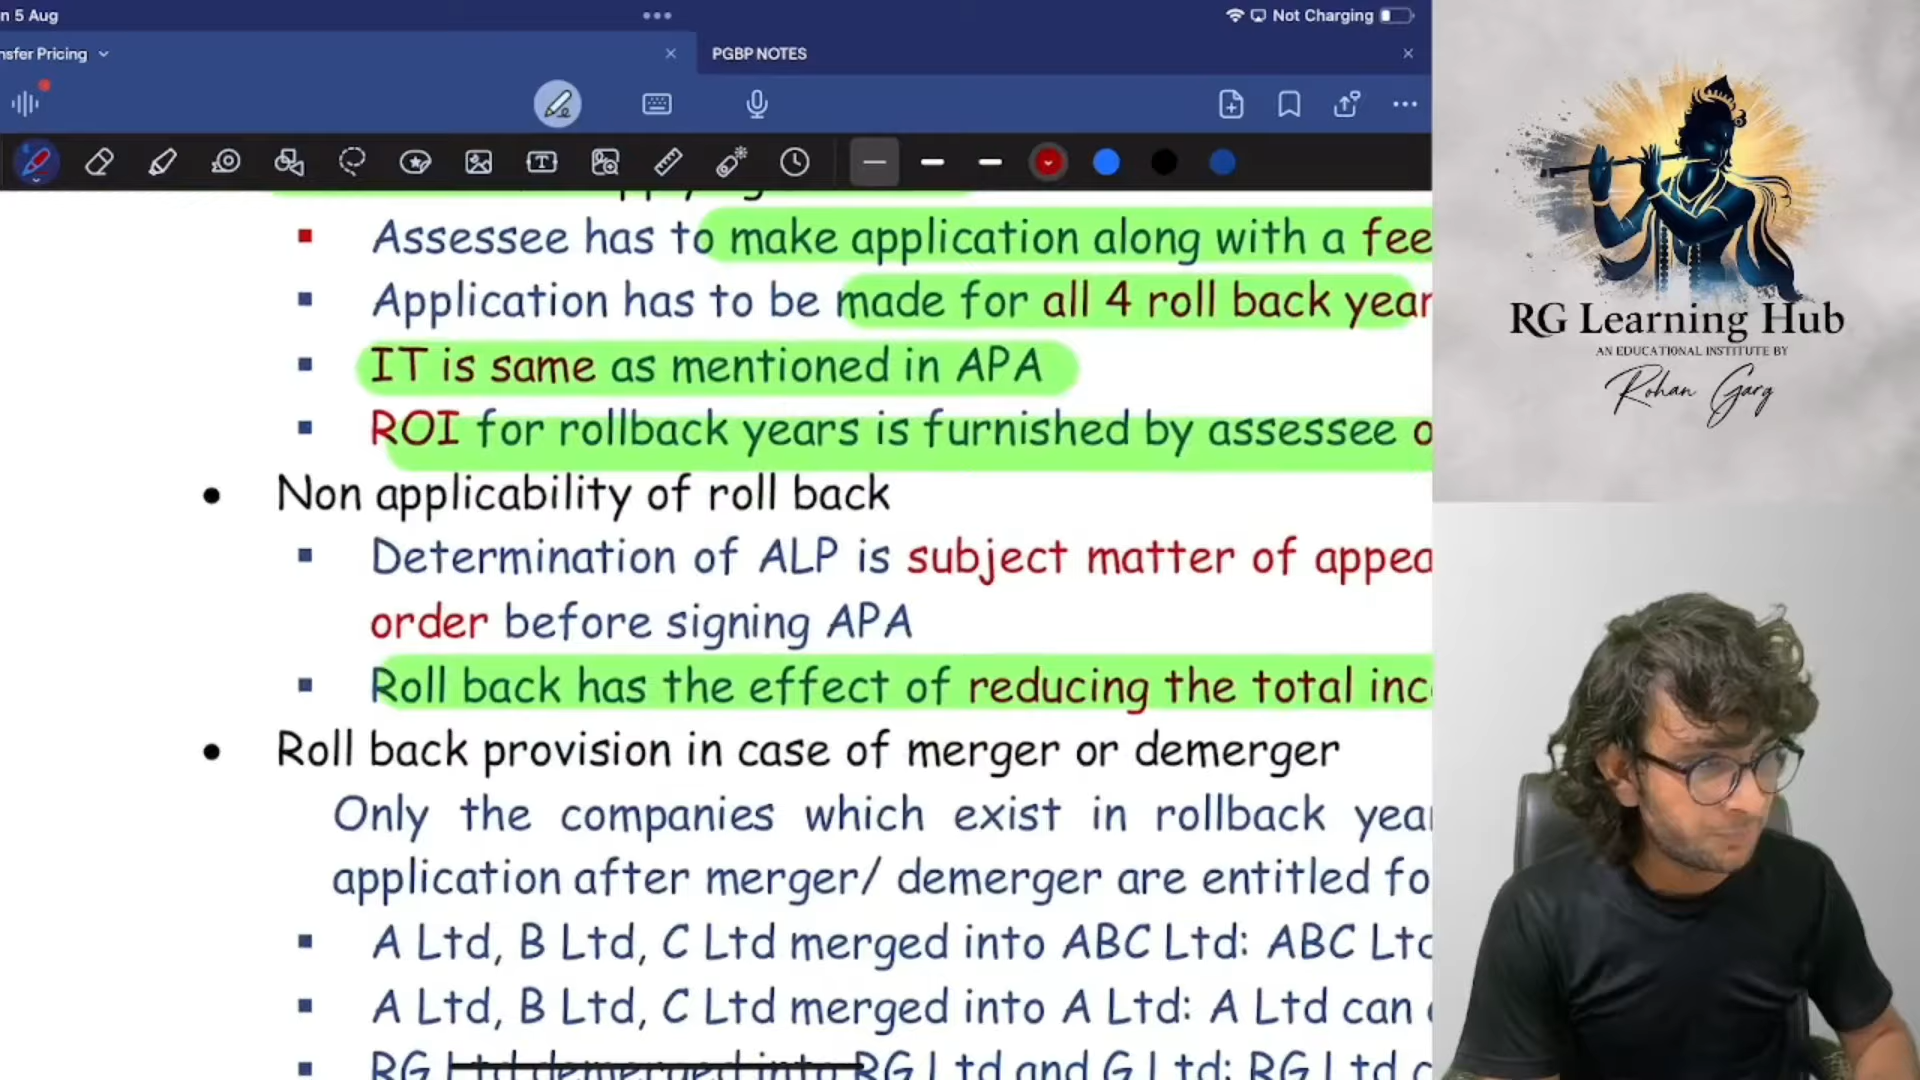 n 5 Aug
Not Charging
nsfer Pricing
PGBP NOTES
Assessee has to make application along with a fee
Application has to be made for all 4 roll back year
IT is same as mentioned in APA
ROI for rollback years is furnished by assessee o
Non applicability of roll back
Determination of ALP is subject matter of appea
order before signing APA
Roll back has the effect of reducing the total inc
Roll back provision in case of merger or demerger
Only the companies which exist in rollback year
application after merger/ demerger are entitled fo
A Ltd, B Ltd, C Ltd merged into ABC Ltd: ABC Ltd
A Ltd, B Ltd, C Ltd merged into A Ltd: A Ltd can
RG Ltd demerged into RG Ltd and G Ltd: RG Ltd c
RG Learning Hub
AN EDUCATIONAL INSTITUTE BY
Rohan Garg